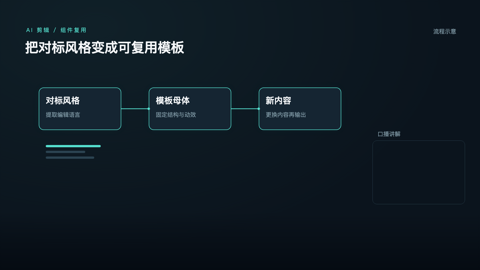 AI 剪辑 / 组件复用
把对标风格变成可复用模板
流程示意
对标风格
提取编辑语言
模板母体
固定结构与动效
新内容
更换内容再输出
口播讲解